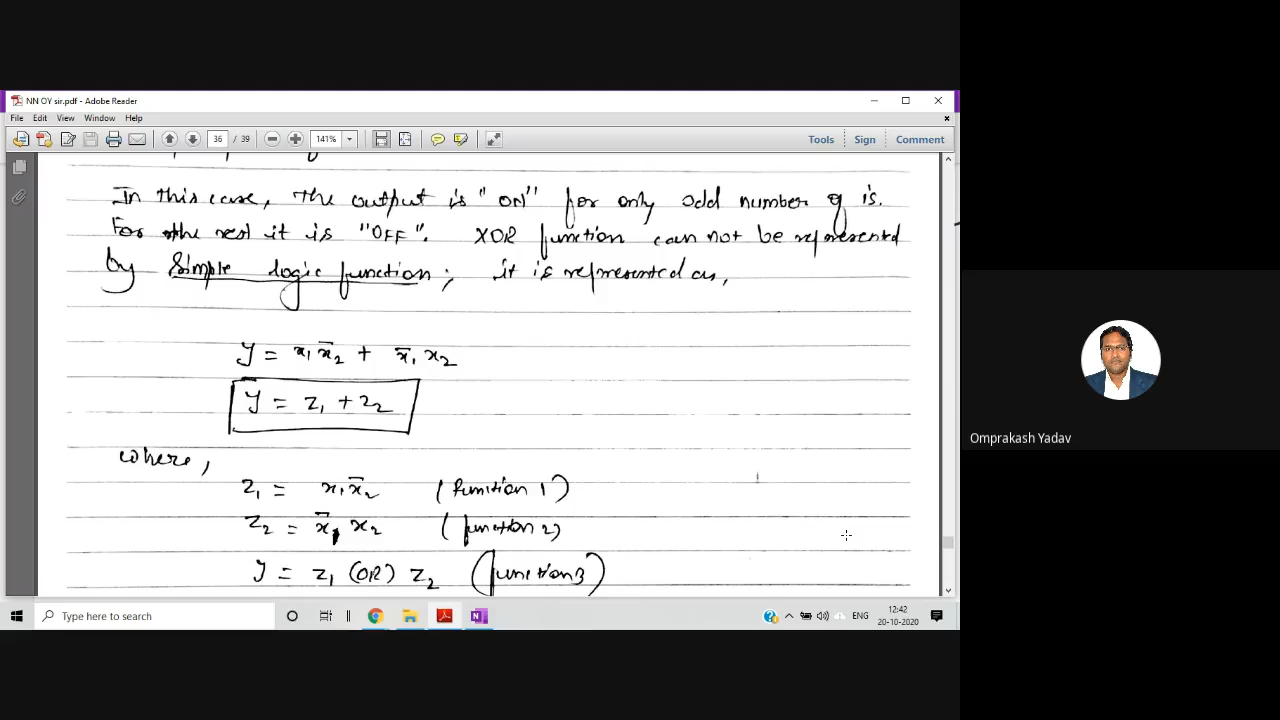 NN OY sir.pdf - Adobe Reader
File Edit View Window Help
36 / 39 141% Tools Sign Comment
In this case, the output is "ON" for only odd number of 1s.
For the rest it is "OFF". XOR function can not be represented
by simple logic function; it is represented as,
y = x₁x̅₂ + x̅₁x₂
y = z₁ + z₂
where,
z₁ = x₁x̅₂ (function 1)
z₂ = x̅₁ x₂ (function 2)
y = z₁ (OR) z₂ (function 3)
Omprakash Yadav
Type here to search
ENG
12:42
20-10-2020